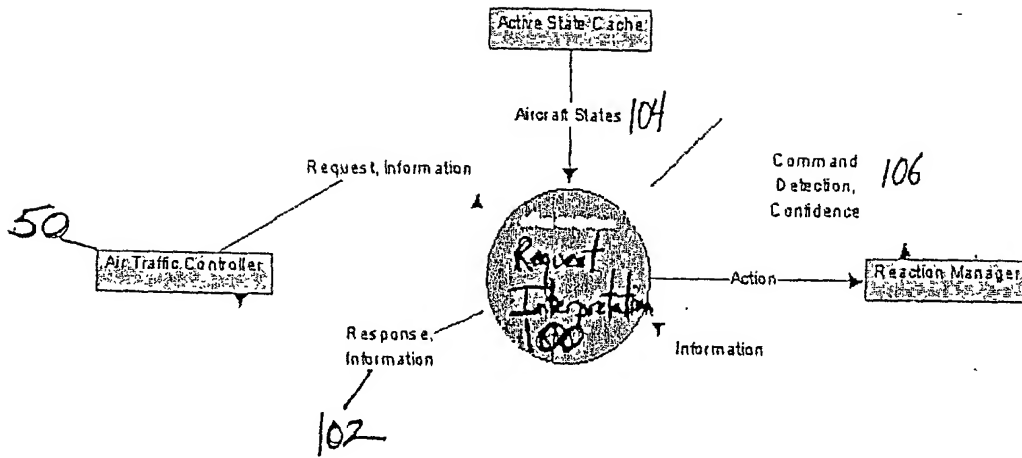 Active State Cache
Aircraft States 104
Request, Information
Command
Detection,
Confidence
106
50
Air Traffic Controller
Request
Interpretation
100
Action
Reaction Manager
Response,
Information
Information
102